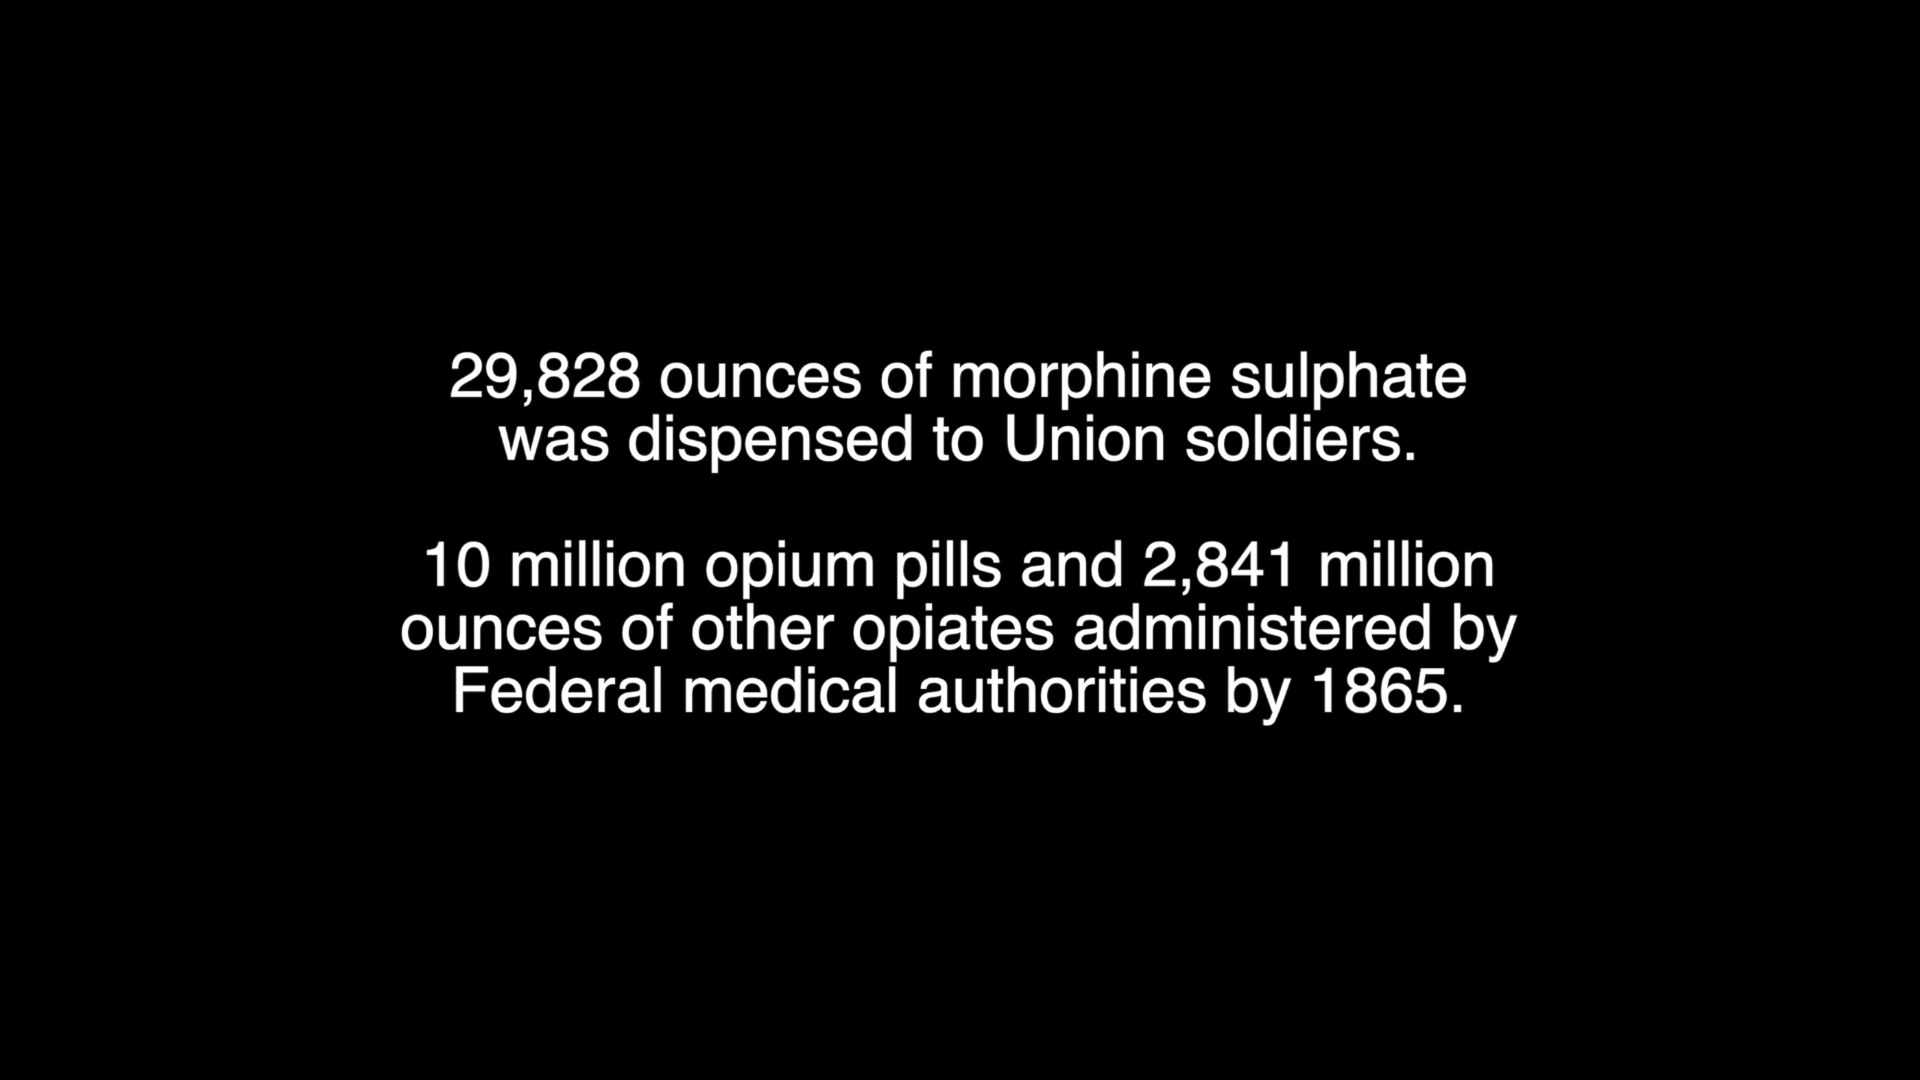 29,828 ounces of morphine sulphate
was dispensed to Union soldiers.
10 million opium pills and 2,841 million
ounces of other opiates administered by
Federal medical authorities by 1865.